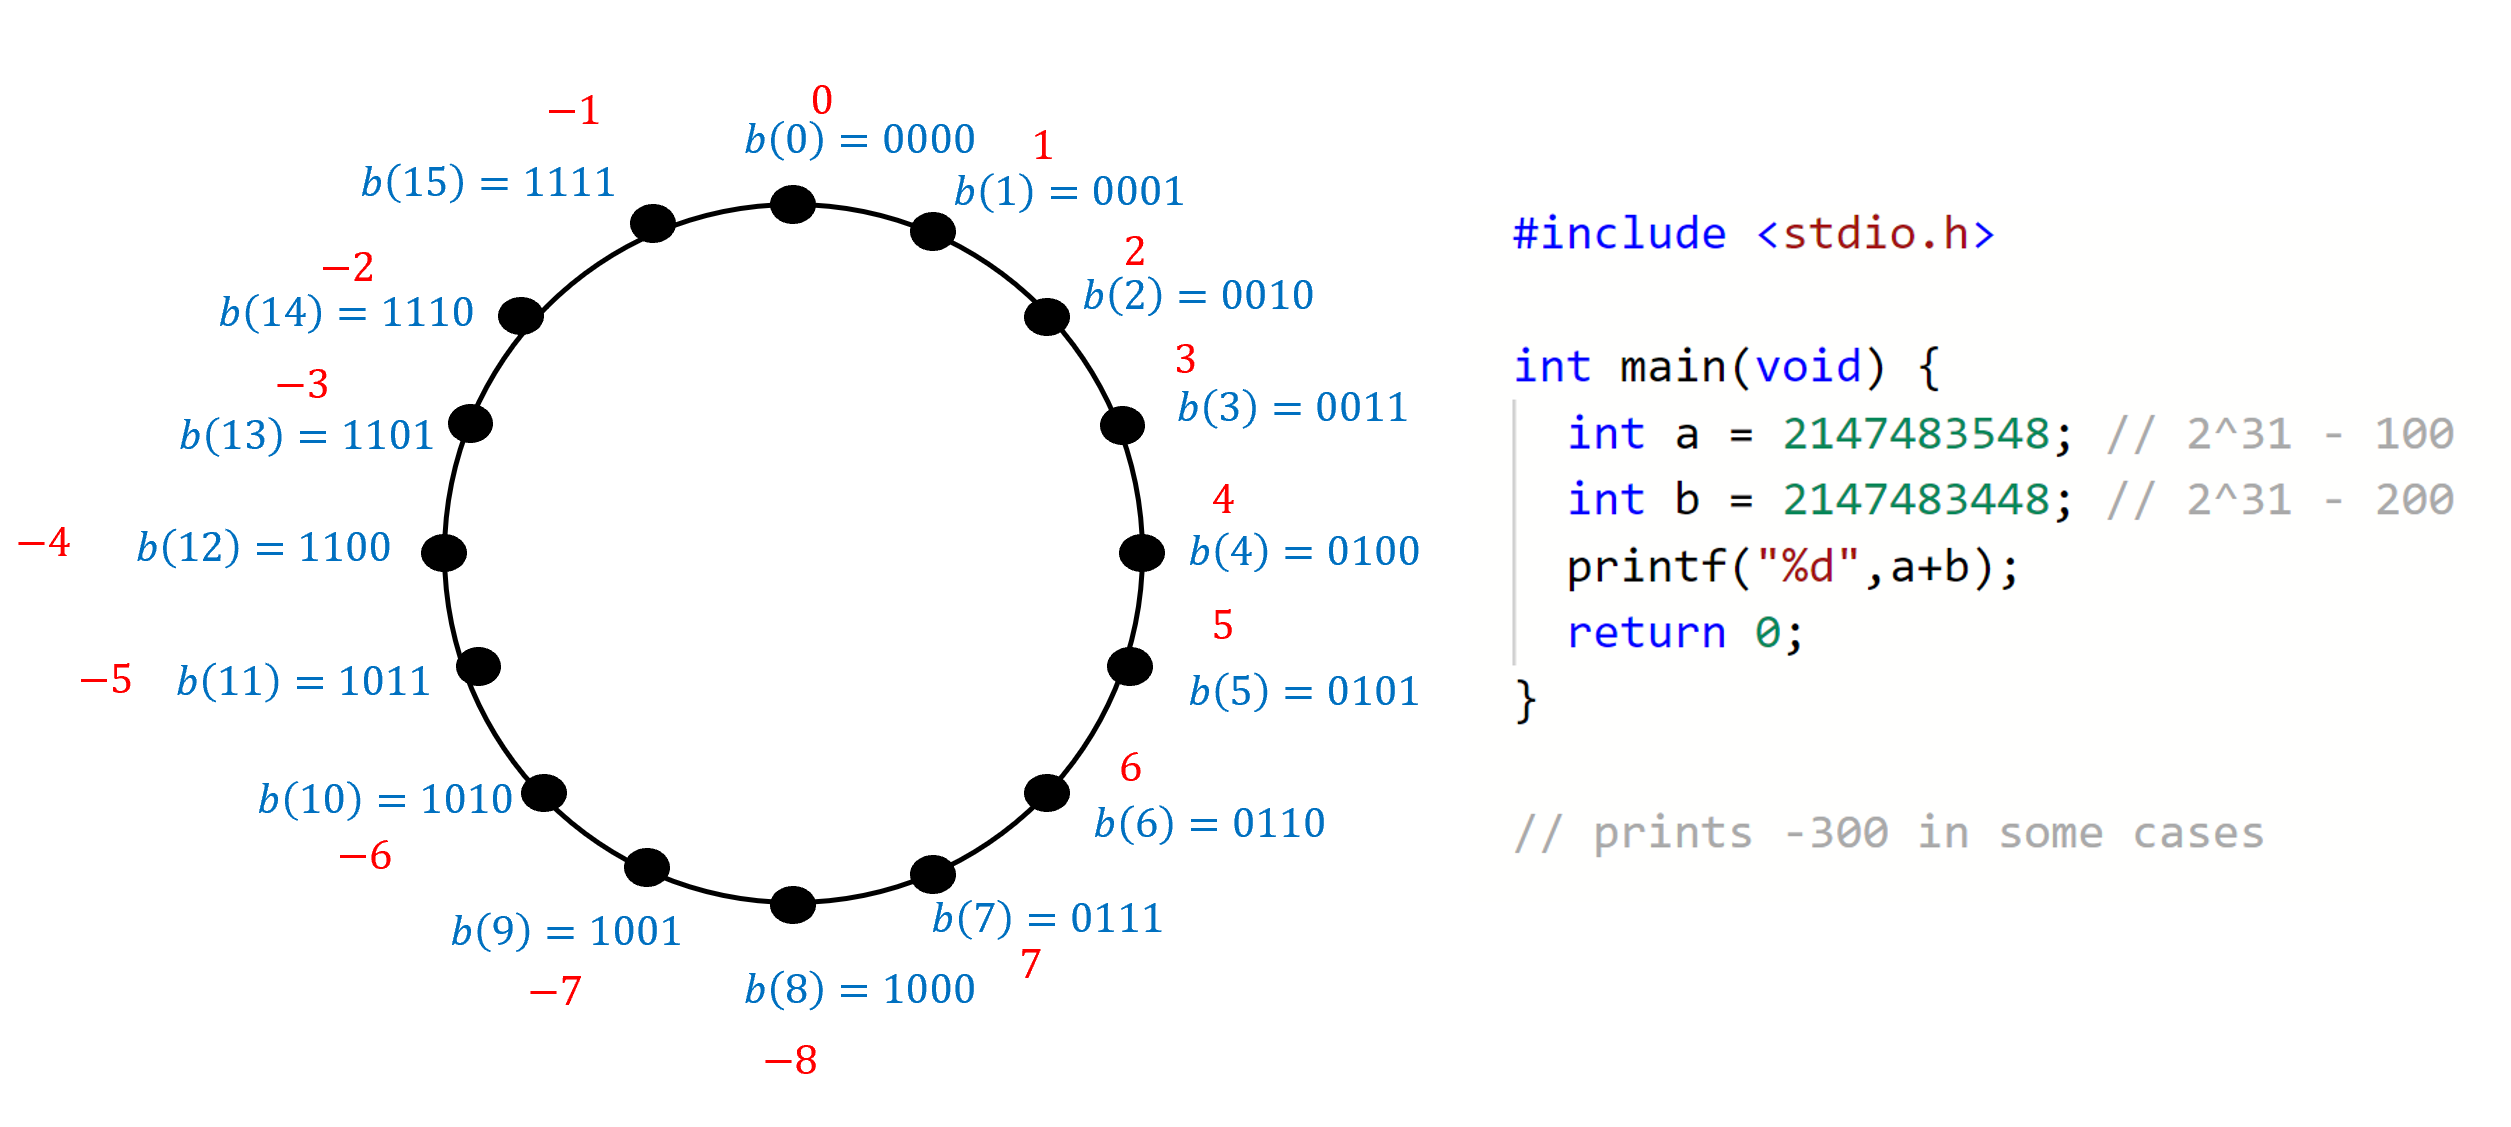 0
b(0) = 0000
1
b(1) = 0001
2
b(2) = 0010
3
b(3) = 0011
4
b(4) = 0100
5
b(5) = 0101
6
b(6) = 0110
b(7) = 0111
7
b(8) = 1000
−8
b(9) = 1001
−7
b(10) = 1010
−6
−5 b(11) = 1011
−4 b(12) = 1100
−3
b(13) = 1101
−2
b(14) = 1110
−1
b(15) = 1111
#include <stdio.h>
int main(void) {
int a = 2147483548; // 2^31 - 100
int b = 2147483448; // 2^31 - 200
printf("%d",a+b);
return 0;
}
// prints -300 in some cases